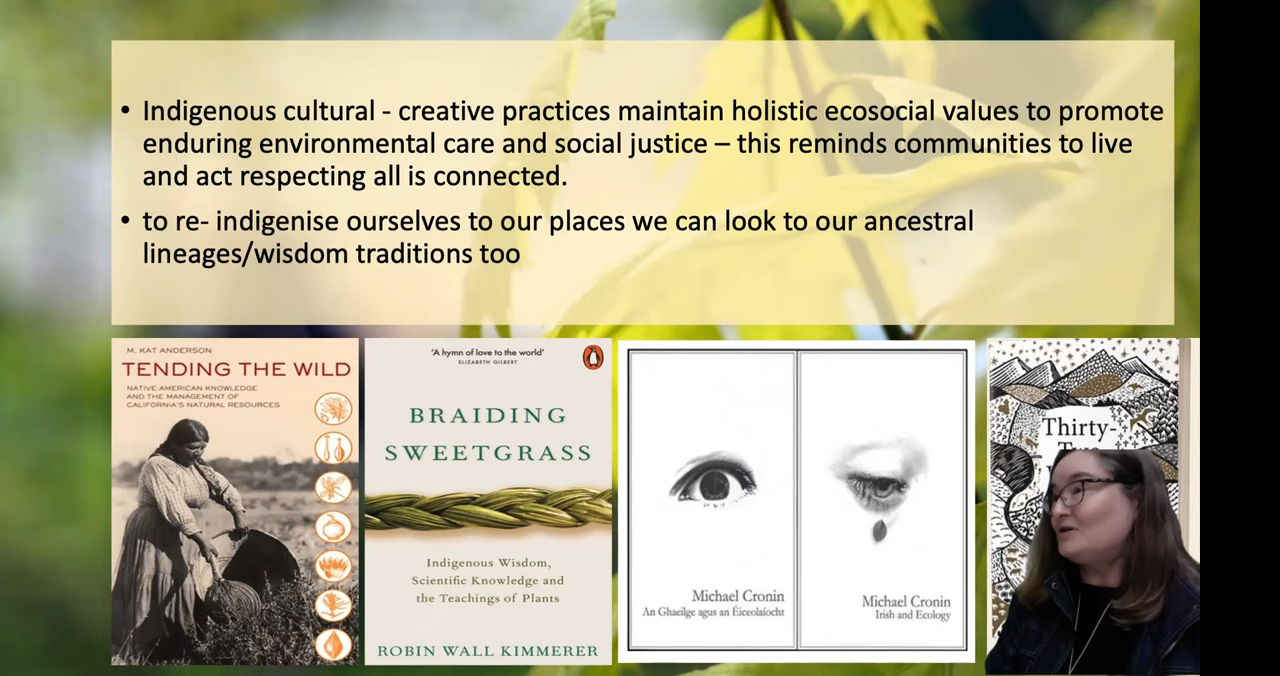 • Indigenous cultural - creative practices maintain holistic ecosocial values to promote
enduring environmental care and social justice – this reminds communities to live
and act respecting all is connected.
• to re- indigenise ourselves to our places we can look to our ancestral
lineages/wisdom traditions too
M. KAT ANDERSON
TENDING THE WILD
NATIVE AMERICAN KNOWLEDGE
AND THE MANAGEMENT OF
CALIFORNIA'S NATURAL RESOURCES
'A hymn of love to the world'
ELIZABETH GILBERT
BRAIDING
SWEETGRASS
Indigenous Wisdom,
Scientific Knowledge and
the Teachings of Plants
ROBIN WALL KIMMERER
Michael Cronin
An Ghaeilge agus an Éiceolaíocht
Michael Cronin
Irish and Ecology
Thirty-